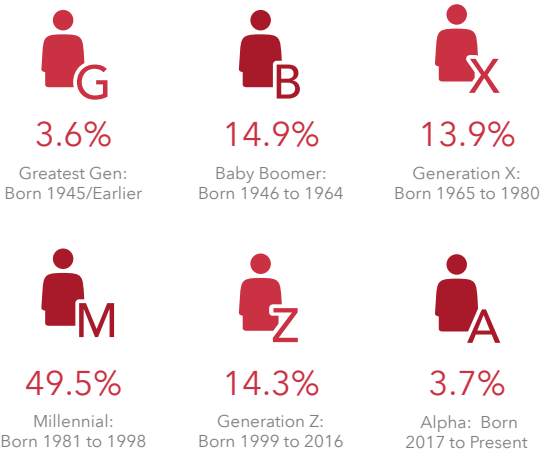 G
B
X
3.6%
14.9%
13.9%
Greatest Gen:
Born 1945/Earlier
Baby Boomer:
Born 1946 to 1964
Generation X:
Born 1965 to 1980
M
Z
A
49.5%
14.3%
3.7%
Millennial:
Born 1981 to 1998
Generation Z:
Born 1999 to 2016
Alpha: Born
2017 to Present